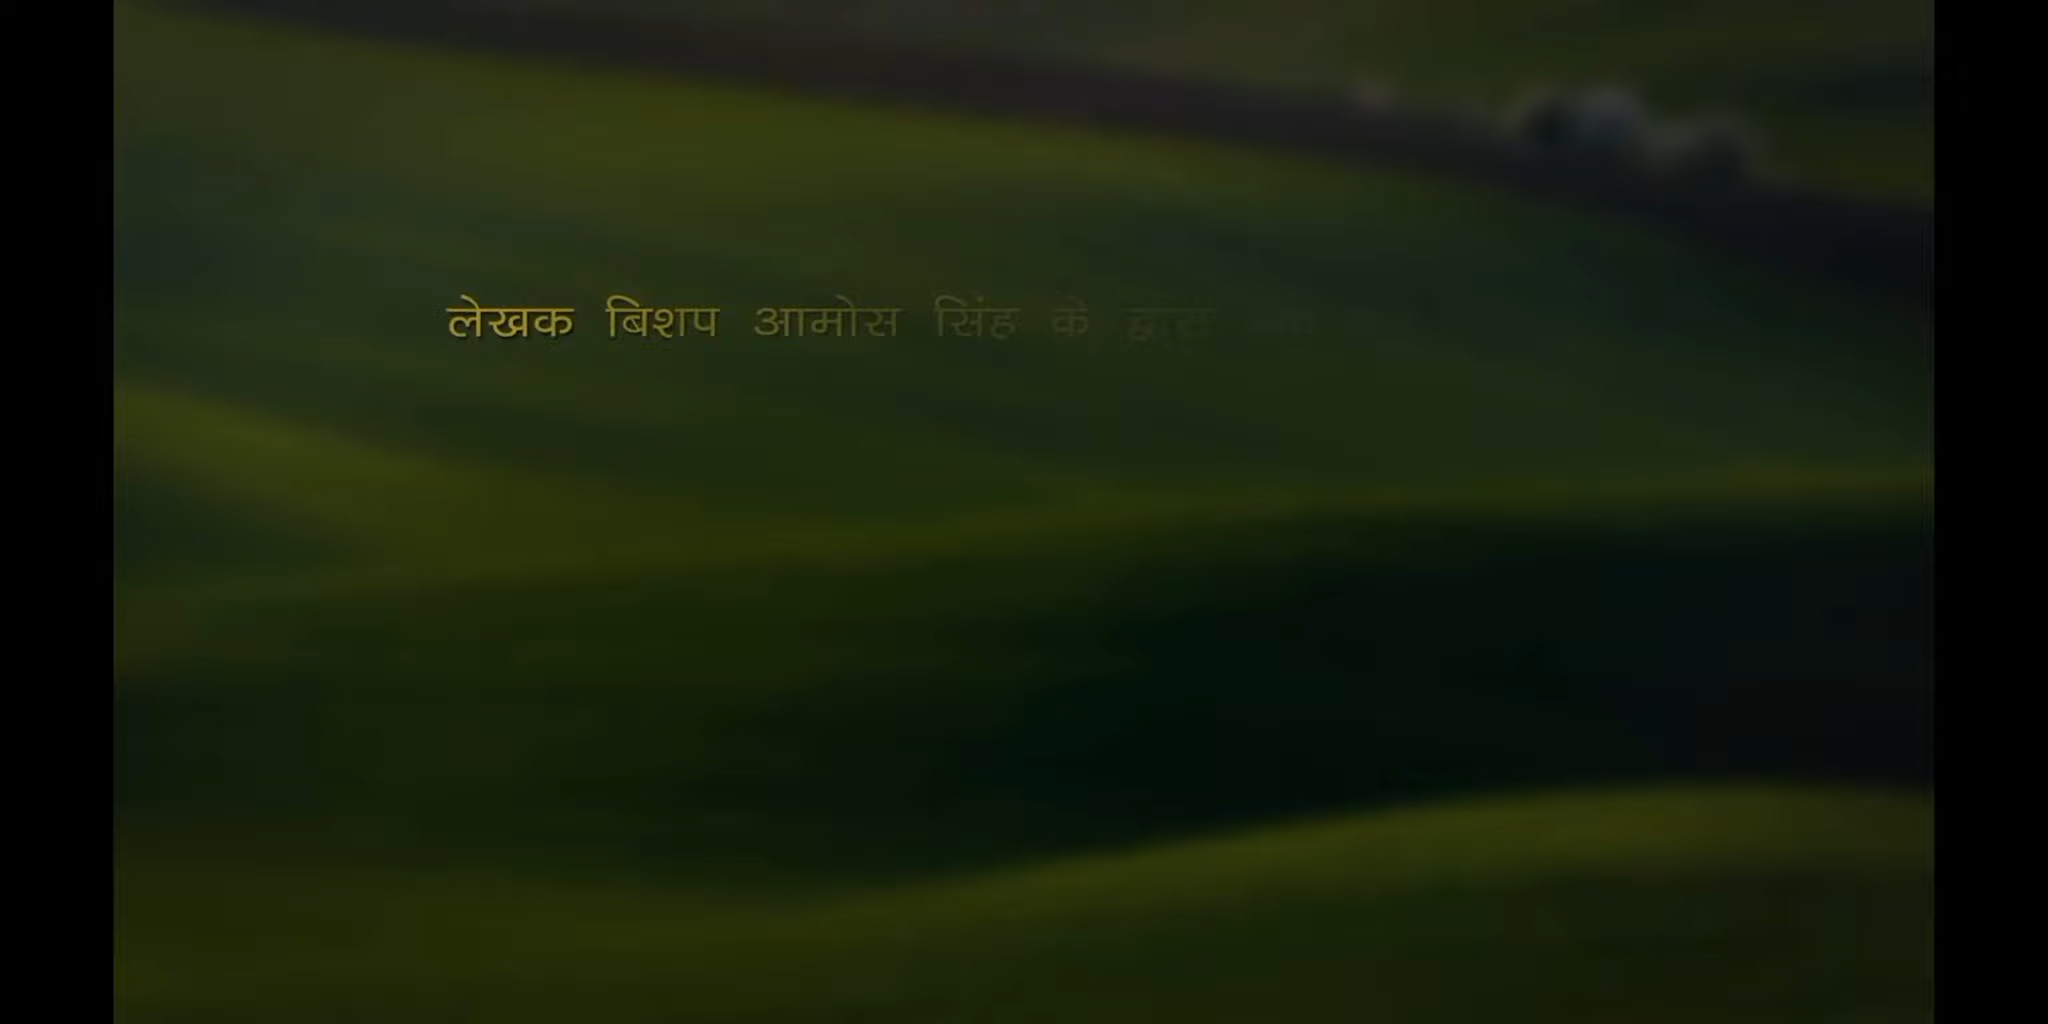 लेखक बिशप आमोस सिंह के द्वारा